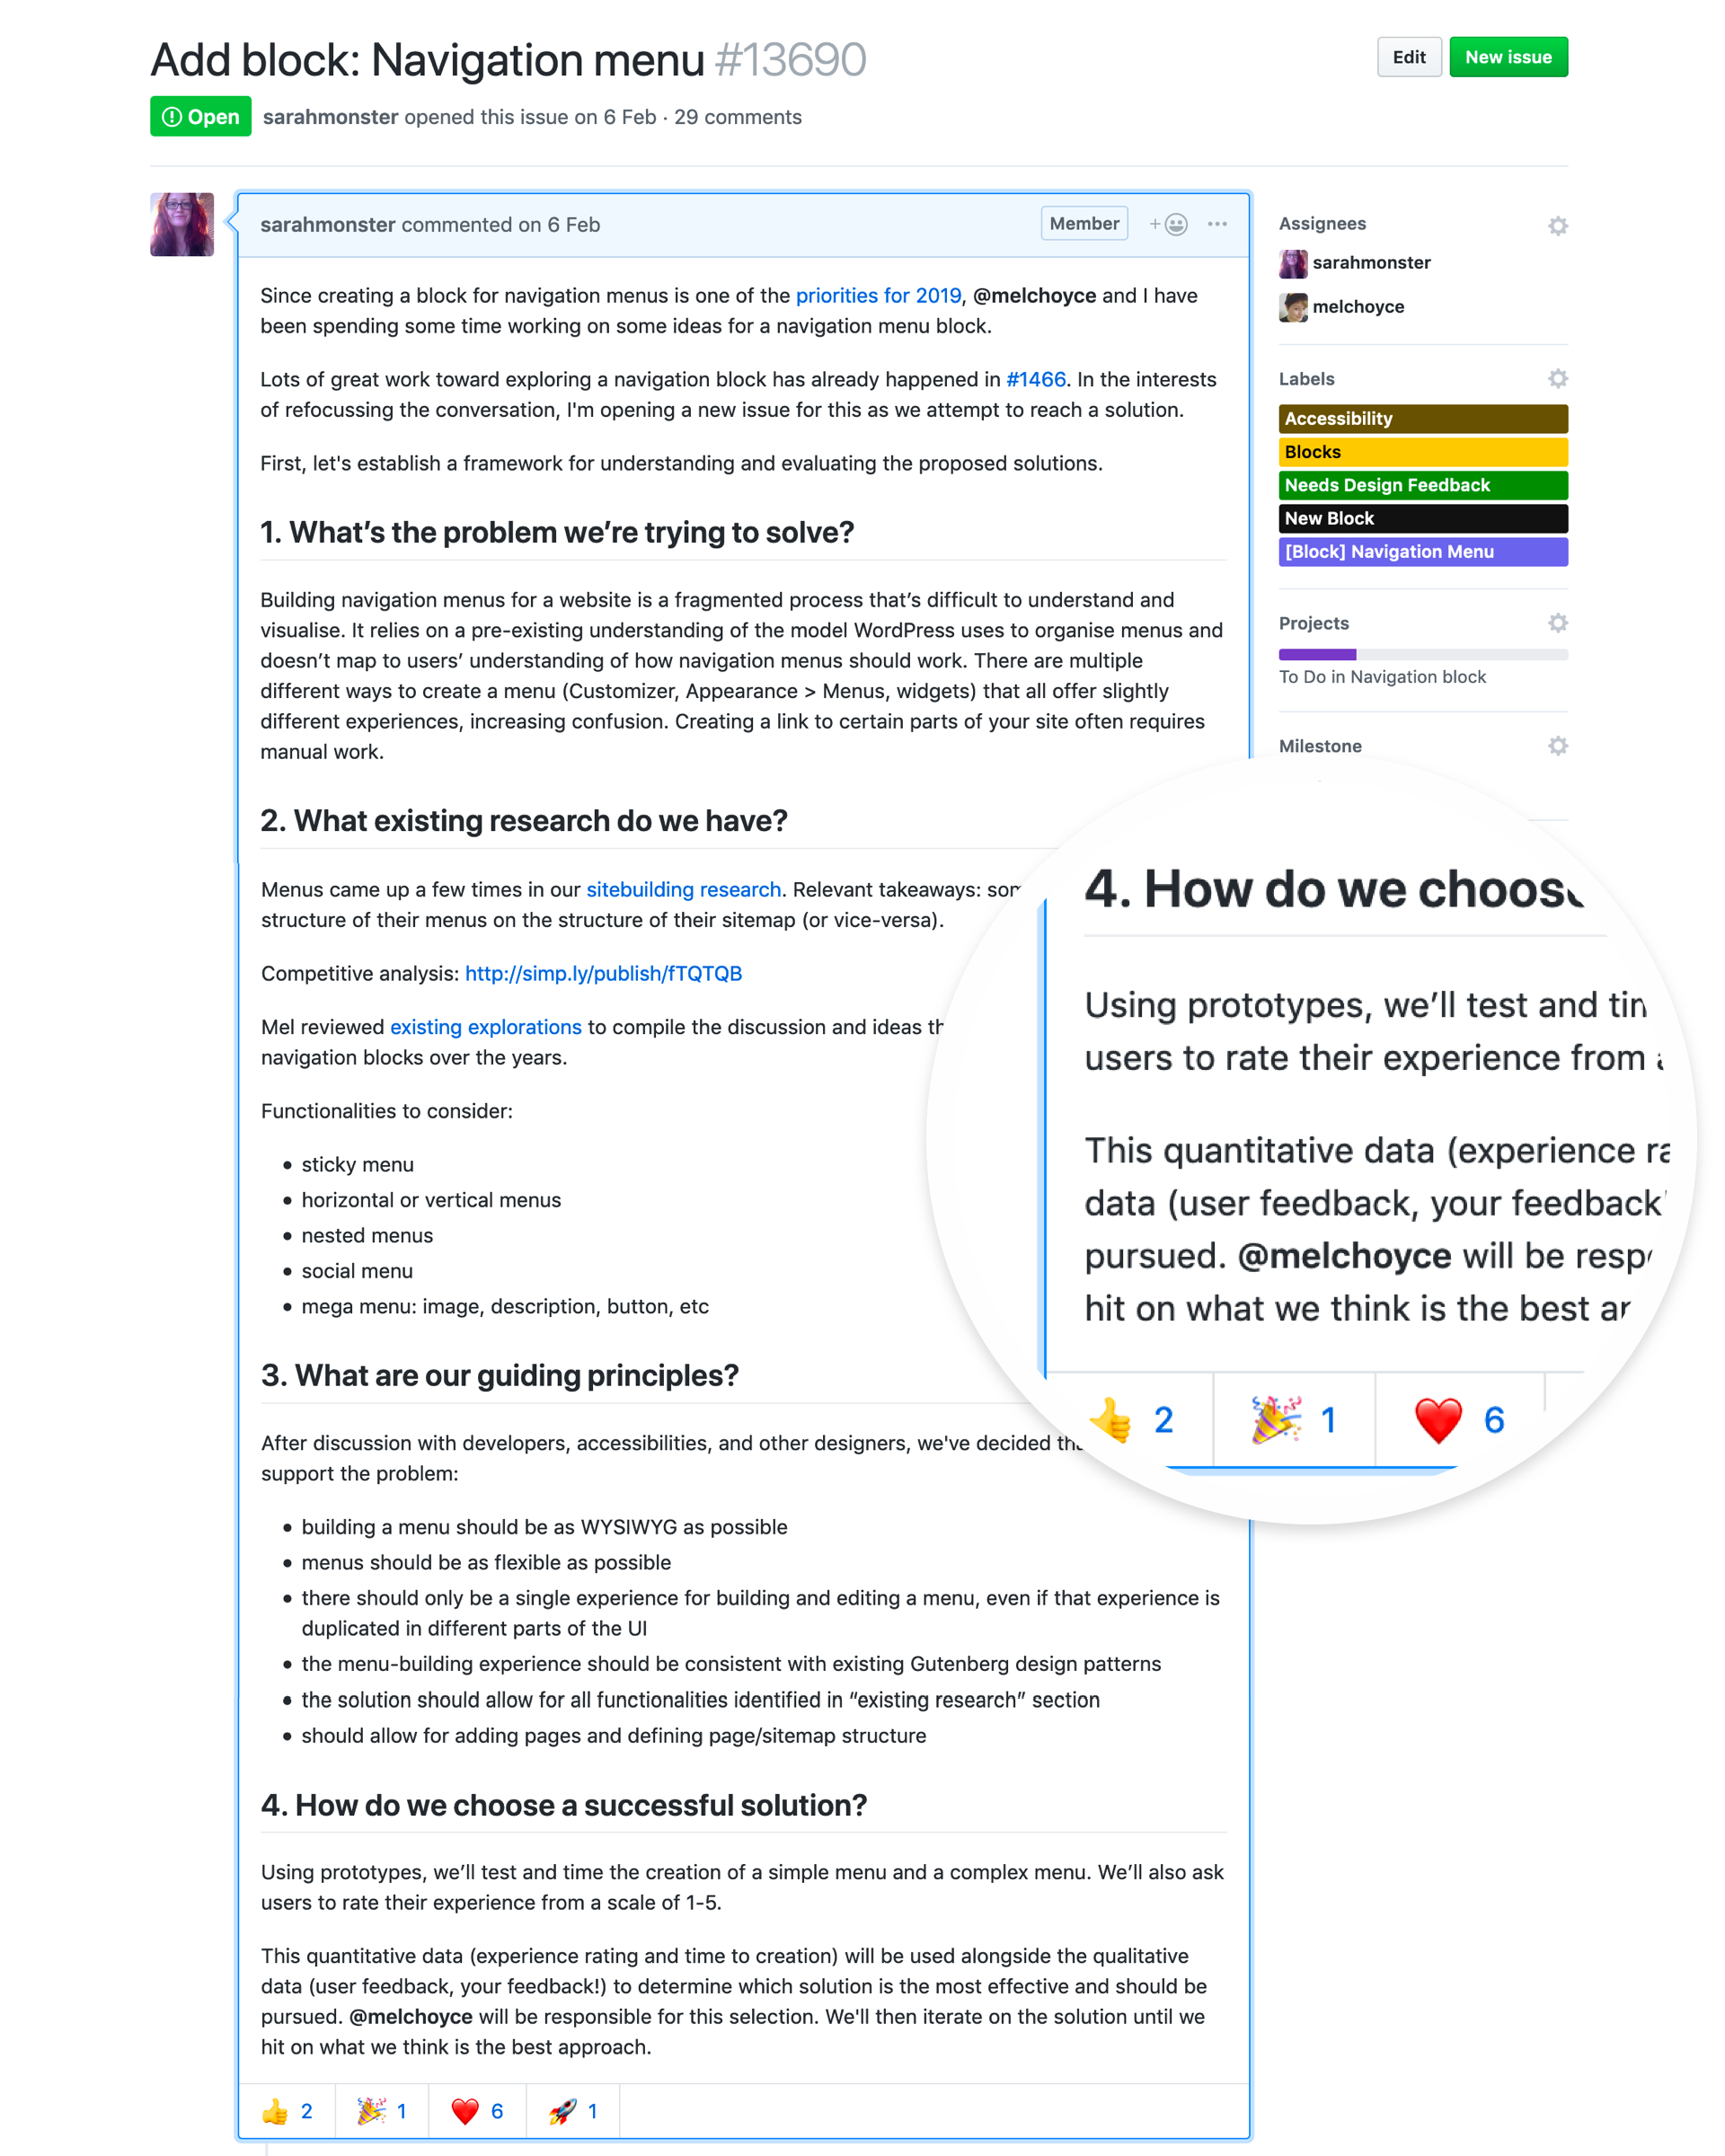 Add block: Navigation menu #13690
Edit
New issue
Open
sarahmonster opened this issue on 6 Feb · 29 comments
sarahmonster commented on 6 Feb
Member
Since creating a block for navigation menus is one of the priorities for 2019, @melchoyce and I have
been spending some time working on some ideas for a navigation menu block.
Lots of great work toward exploring a navigation block has already happened in #1466. In the interests
of refocussing the conversation, I'm opening a new issue for this as we attempt to reach a solution.
First, let's establish a framework for understanding and evaluating the proposed solutions.
1. What’s the problem we’re trying to solve?
Building navigation menus for a website is a fragmented process that’s difficult to understand and
visualise. It relies on a pre-existing understanding of the model WordPress uses to organise menus and
doesn’t map to users’ understanding of how navigation menus should work. There are multiple
different ways to create a menu (Customizer, Appearance > Menus, widgets) that all offer slightly
different experiences, increasing confusion. Creating a link to certain parts of your site often requires
manual work.
2. What existing research do we have?
Menus came up a few times in our sitebuilding research. Relevant takeaways:
structure of their menus on the structure of their sitemap (or vice-versa).
Competitive analysis: http://simp.ly/publish/fTQTQB
Mel reviewed existing explorations to compile the discussion and ideas
navigation blocks over the years.
Functionalities to consider:
• sticky menu
• horizontal or vertical menus
• nested menus
• social menu
• mega menu: image, description, button, etc
3. What are our guiding principles?
After discussion with developers, accessibilities, and other designers, we've decided
support the problem:
• building a menu should be as WYSIWYG as possible
• menus should be as flexible as possible
• there should only be a single experience for building and editing a menu, even if that experience is
duplicated in different parts of the UI
• the menu-building experience should be consistent with existing Gutenberg design patterns
• the solution should allow for all functionalities identified in “existing research” section
• should allow for adding pages and defining page/sitemap structure
4. How do we choose a successful solution?
Using prototypes, we’ll test and time the creation of a simple menu and a complex menu. We’ll also ask
users to rate their experience from a scale of 1-5.
This quantitative data (experience rating and time to creation) will be used alongside the qualitative
data (user feedback, your feedback!) to determine which solution is the most effective and should be
pursued. @melchoyce will be responsible for this selection. We'll then iterate on the solution until we
hit on what we think is the best approach.
👍 2 🎉 1 ❤️ 6 🚀 1
Assignees
sarahmonster
melchoyce
Labels
Accessibility
Blocks
Needs Design Feedback
New Block
[Block] Navigation Menu
Projects
To Do in Navigation block
Milestone
4. How do we choose
Using prototypes, we’ll test and
users to rate their experience from
This quantitative data (experience
data (user feedback, your feedback
pursued. @melchoyce will be
hit on what we think is the best
👍 2 🎉 1 ❤️ 6